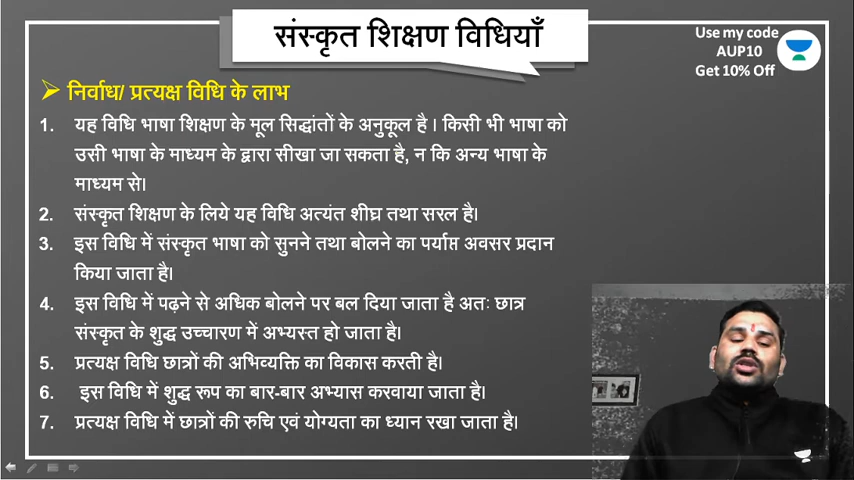 संस्कृत शिक्षण विधियाँ
Use my code
AUP10
Get 10% Off
निर्वाध/ प्रत्यक्ष विधि के लाभ
1. यह विधि भाषा शिक्षण के मूल सिद्धांतों के अनुकूल है । किसी भी भाषा को
उसी भाषा के माध्यम के द्वारा सीखा जा सकता है, न कि अन्य भाषा के
माध्यम से।
2. संस्कृत शिक्षण के लिये यह विधि अत्यंत शीघ्र तथा सरल है।
3. इस विधि में संस्कृत भाषा को सुनने तथा बोलने का पर्याप्त अवसर प्रदान
किया जाता है।
4. इस विधि में पढ़ने से अधिक बोलने पर बल दिया जाता है अतः छात्र
संस्कृत के शुद्ध उच्चारण में अभ्यस्त हो जाता है।
5. प्रत्यक्ष विधि छात्रों की अभिव्यक्ति का विकास करती है।
6. इस विधि में शुद्ध रूप का बार-बार अभ्यास करवाया जाता है।
7. प्रत्यक्ष विधि में छात्रों की रुचि एवं योग्यता का ध्यान रखा जाता है।